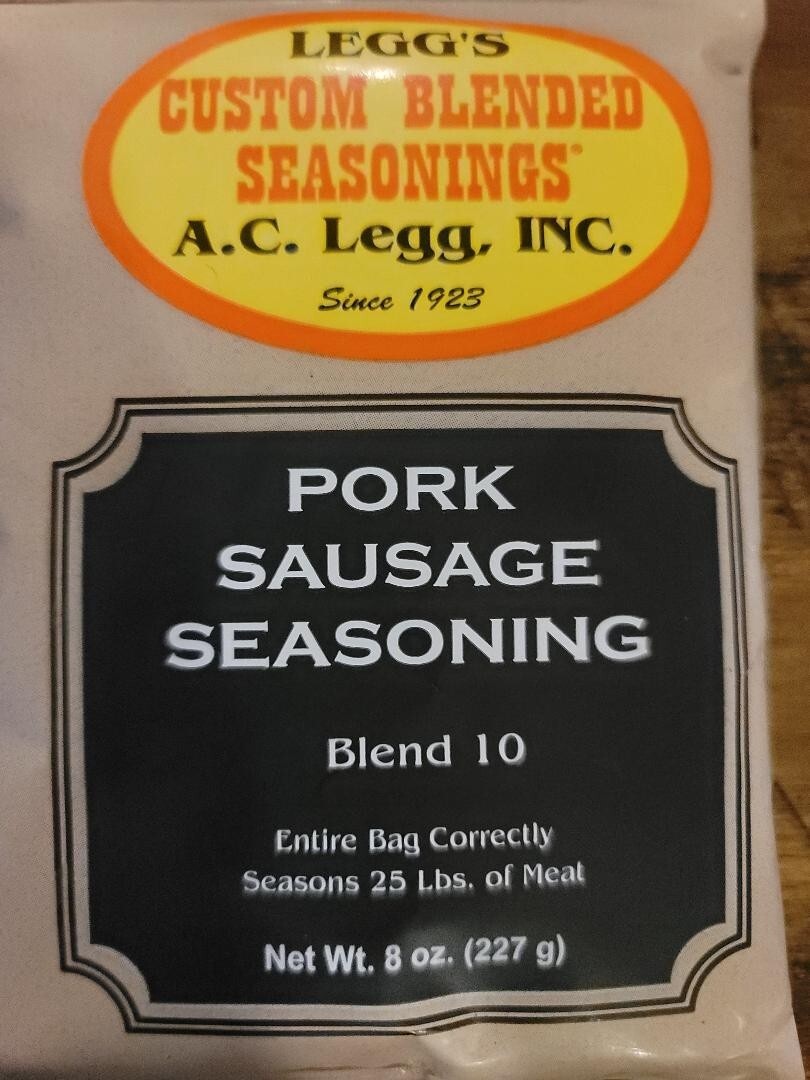 LEGG'S
CUSTOM BLENDED
SEASONINGS®
A.C. Legg, INC.
Since 1923
PORK
SAUSAGE
SEASONING
Blend 10
Entire Bag Correctly
Seasons 25 Lbs. of Meat
Net Wt. 8 oz. (227 g)